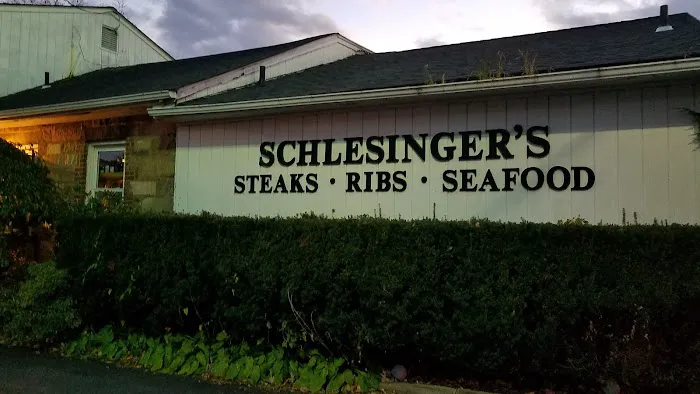 SCHLESINGER'S
STEAKS · RIBS · SEAFOOD